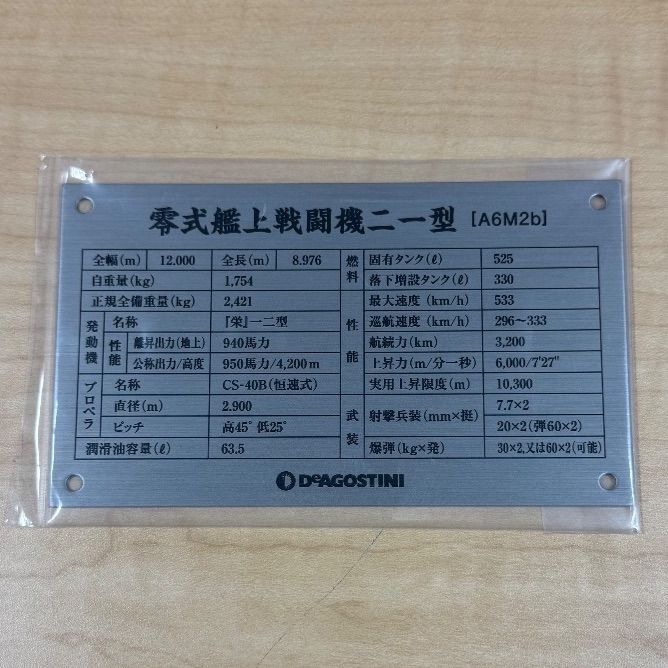 零式艦上戦闘機二一型 [A6M2b]
全幅(m) 12.000 全長(m) 8.976
自重量(kg) 1,754
正規全備重量(kg) 2,421
発動機 名称 『栄』一二型
性能 離昇出力(地上) 940馬力
公称出力/高度 950馬力/4,200m
プロペラ 名称 CS-40B(恒速式)
直径(m) 2.900
ピッチ 高45° 低25°
潤滑油容量(ℓ) 63.5
燃料 固有タンク(ℓ) 525
落下増設タンク(ℓ) 330
性能 最大速度(km/h) 533
巡航速度(km/h) 296~333
航続力(km) 3,200
上昇力(m/分一秒) 6,000/7'27"
実用上昇限度(m) 10,300
武装 射撃兵装(mm×挺) 7.7×2
20×2(弾60×2)
爆弾(kg×発) 30×2,又は60×2(可能)
DeAGOSTINI